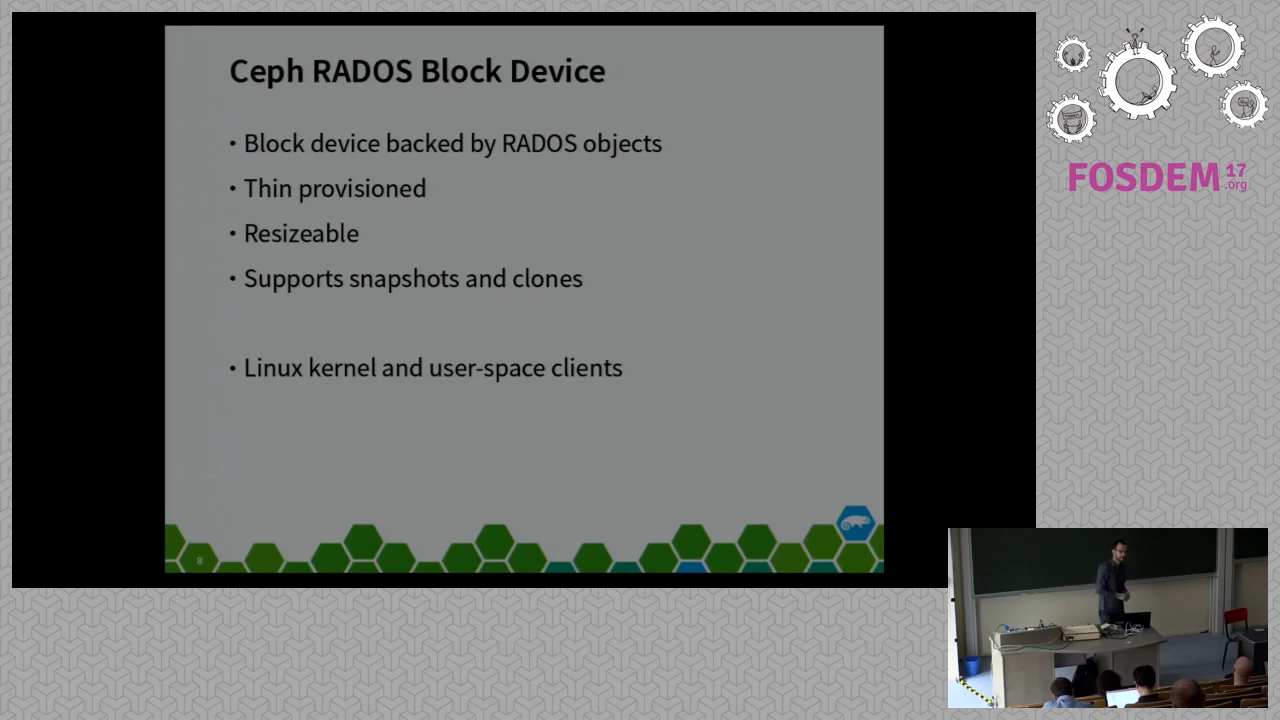 Ceph RADOS Block Device
• Block device backed by RADOS objects
• Thin provisioned
• Resizeable
• Supports snapshots and clones
• Linux kernel and user-space clients
8
FOSDEM 17
.org